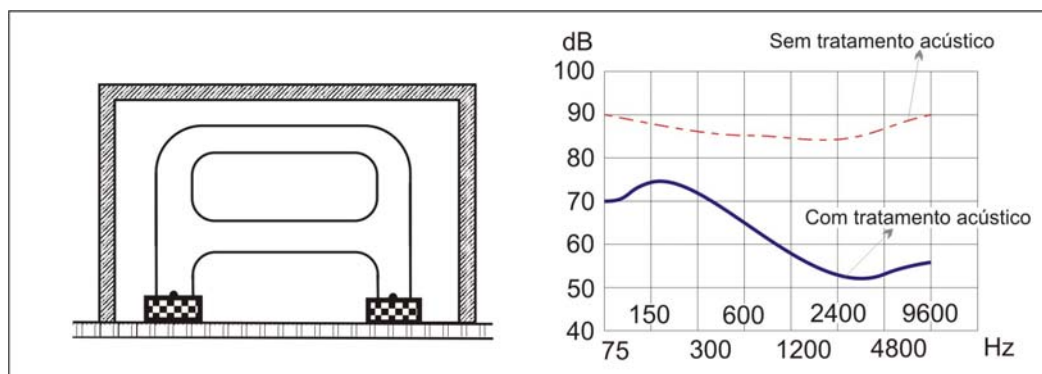 dB
Sem tratamento acústico
100
90
80
70
Com tratamento acústico
60
50
150 600 2400 9600
40
75 300 1200 4800 Hz